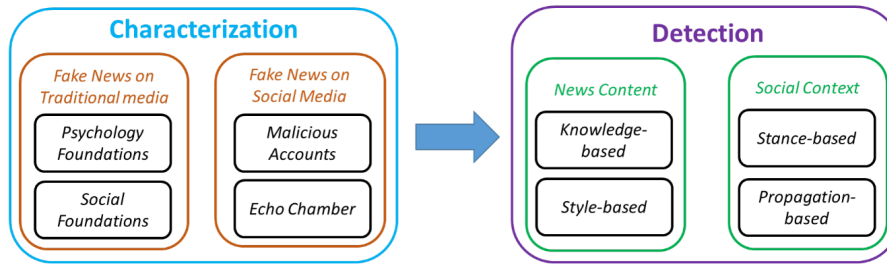 Characterization
Fake News on
Traditional media
Psychology
Foundations
Social
Foundations
Fake News on
Social Media
Malicious
Accounts
Echo Chamber
Detection
News Content
Knowledge-
based
Style-based
Social Context
Stance-based
Propagation-
based